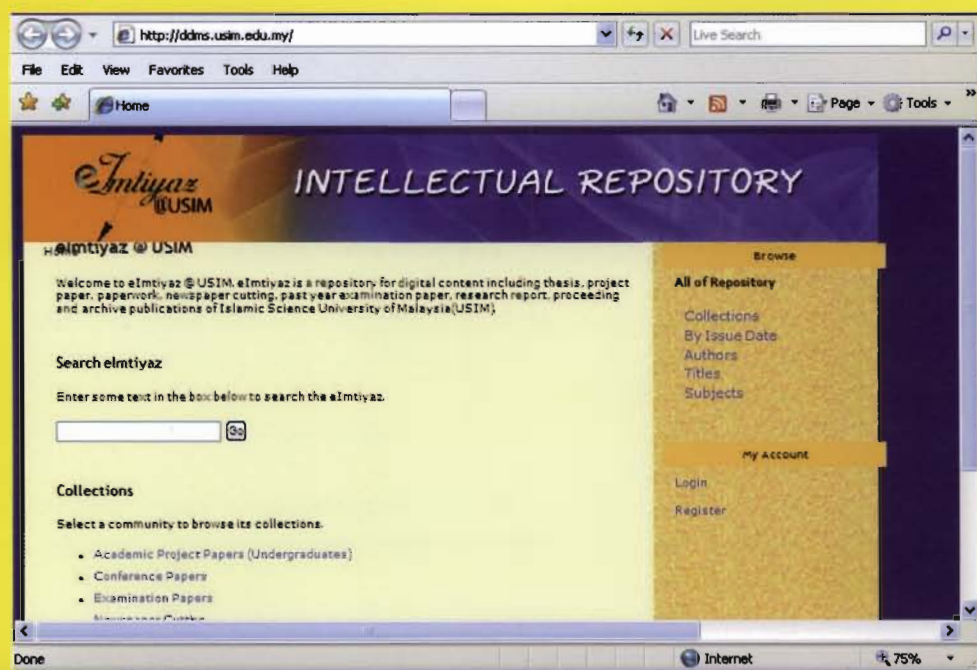 http://ddms.usim.edu.my/
Live Search
File Edit View Favorites Tools Help
Home
Page
Tools
eImtiyaz
@USIM
INTELLECTUAL REPOSITORY
Home
eImtiyaz @ USIM
Welcome to eImtiyaz @ USIM. eImtiyaz is a repository for digital content including thesis, project
paper, paperwork, newspaper cutting, past year examination paper, research report, proceeding
and archive publications of Islamic Science University of Malaysia(USIM).
Search eImtiyaz
Enter some text in the box below to search the eImtiyaz.
Go
Collections
Select a community to browse its collections.
• Academic Project Papers (Undergraduates)
• Conference Papers
• Examination Papers
Browse
All of Repository
Collections
By Issue Date
Authors
Titles
Subjects
My Account
Login
Register
Done
Internet
75%